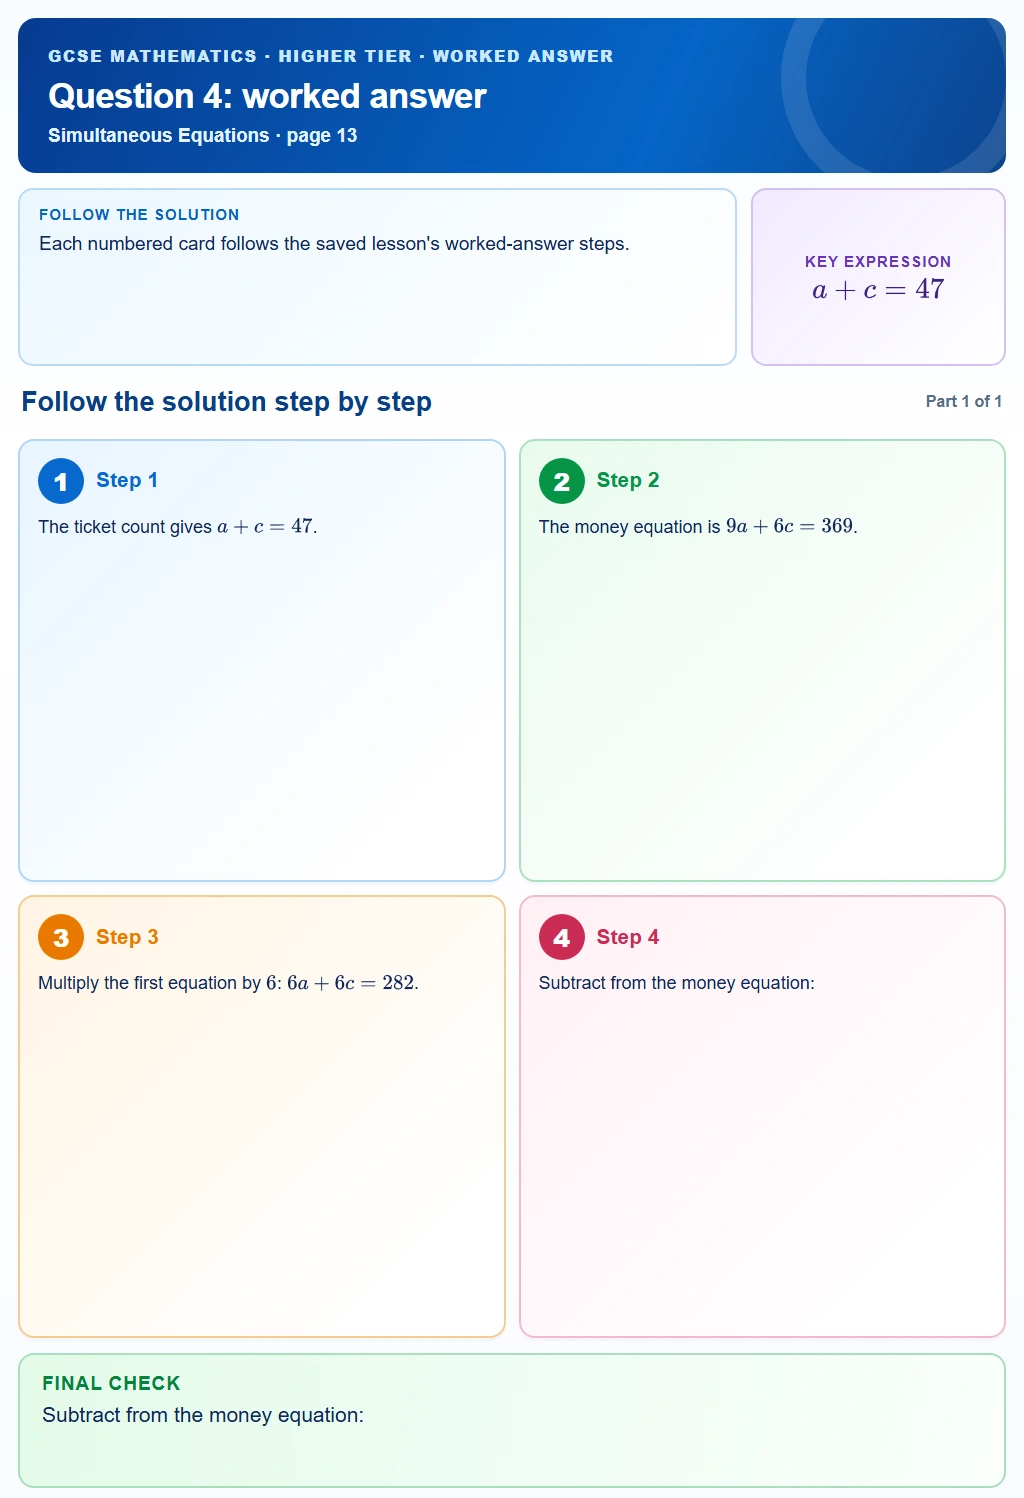 GCSE MATHEMATICS · HIGHER TIER · WORKED ANSWER
Question 4: worked answer
Simultaneous Equations · page 13
FOLLOW THE SOLUTION
Each numbered card follows the saved lesson's worked-answer steps.
KEY EXPRESSION
a + c = 47
Follow the solution step by step
Part 1 of 1
1 Step 1
The ticket count gives a + c = 47.
2 Step 2
The money equation is 9a + 6c = 369.
3 Step 3
Multiply the first equation by 6: 6a + 6c = 282.
4 Step 4
Subtract from the money equation:
FINAL CHECK
Subtract from the money equation: